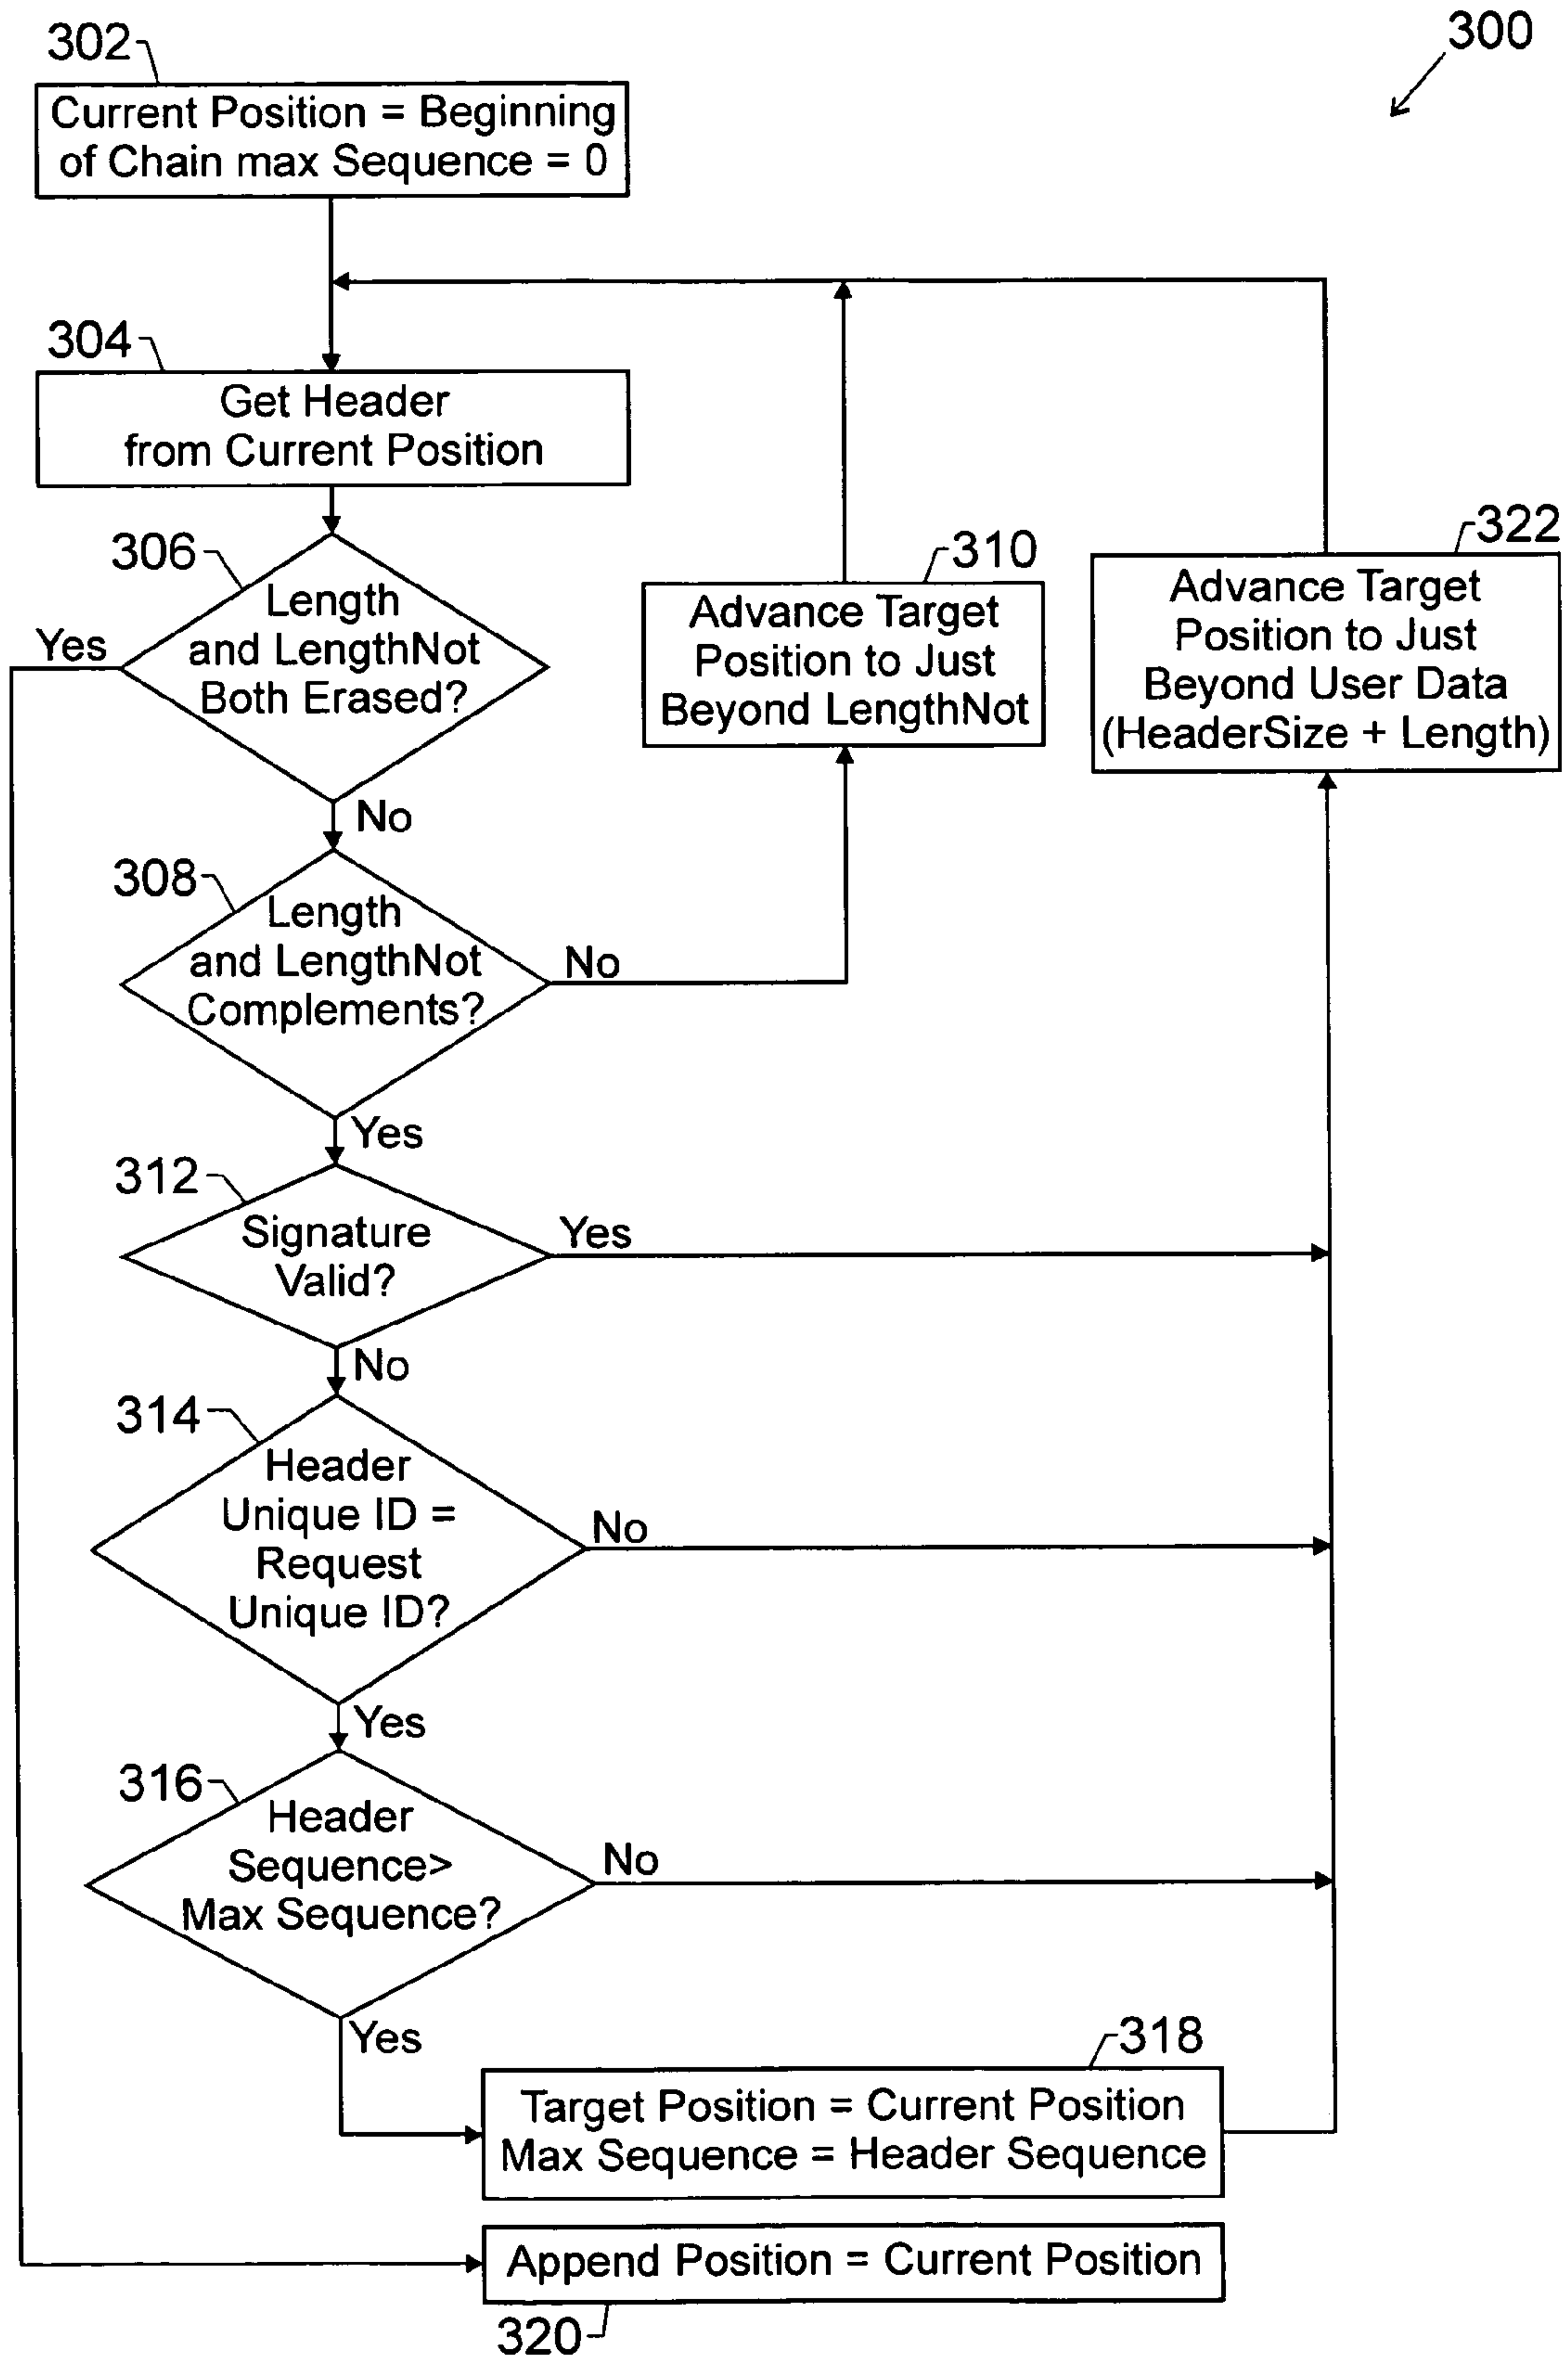 300
302
Current Position = Beginning
of Chain max Sequence = 0
304
Get Header
from Current Position
306
Length
and LengthNot
Both Erased?
Yes
No
310
Advance Target
Position to Just
Beyond LengthNot
322
Advance Target
Position to Just
Beyond User Data
(HeaderSize + Length)
308
Length
and LengthNot
Complements?
No
Yes
312
Signature
Valid?
Yes
No
314
Header
Unique ID =
Request
Unique ID?
No
Yes
316
Header
Sequence>
Max Sequence?
No
Yes
318
Target Position = Current Position
Max Sequence = Header Sequence
Append Position = Current Position
320